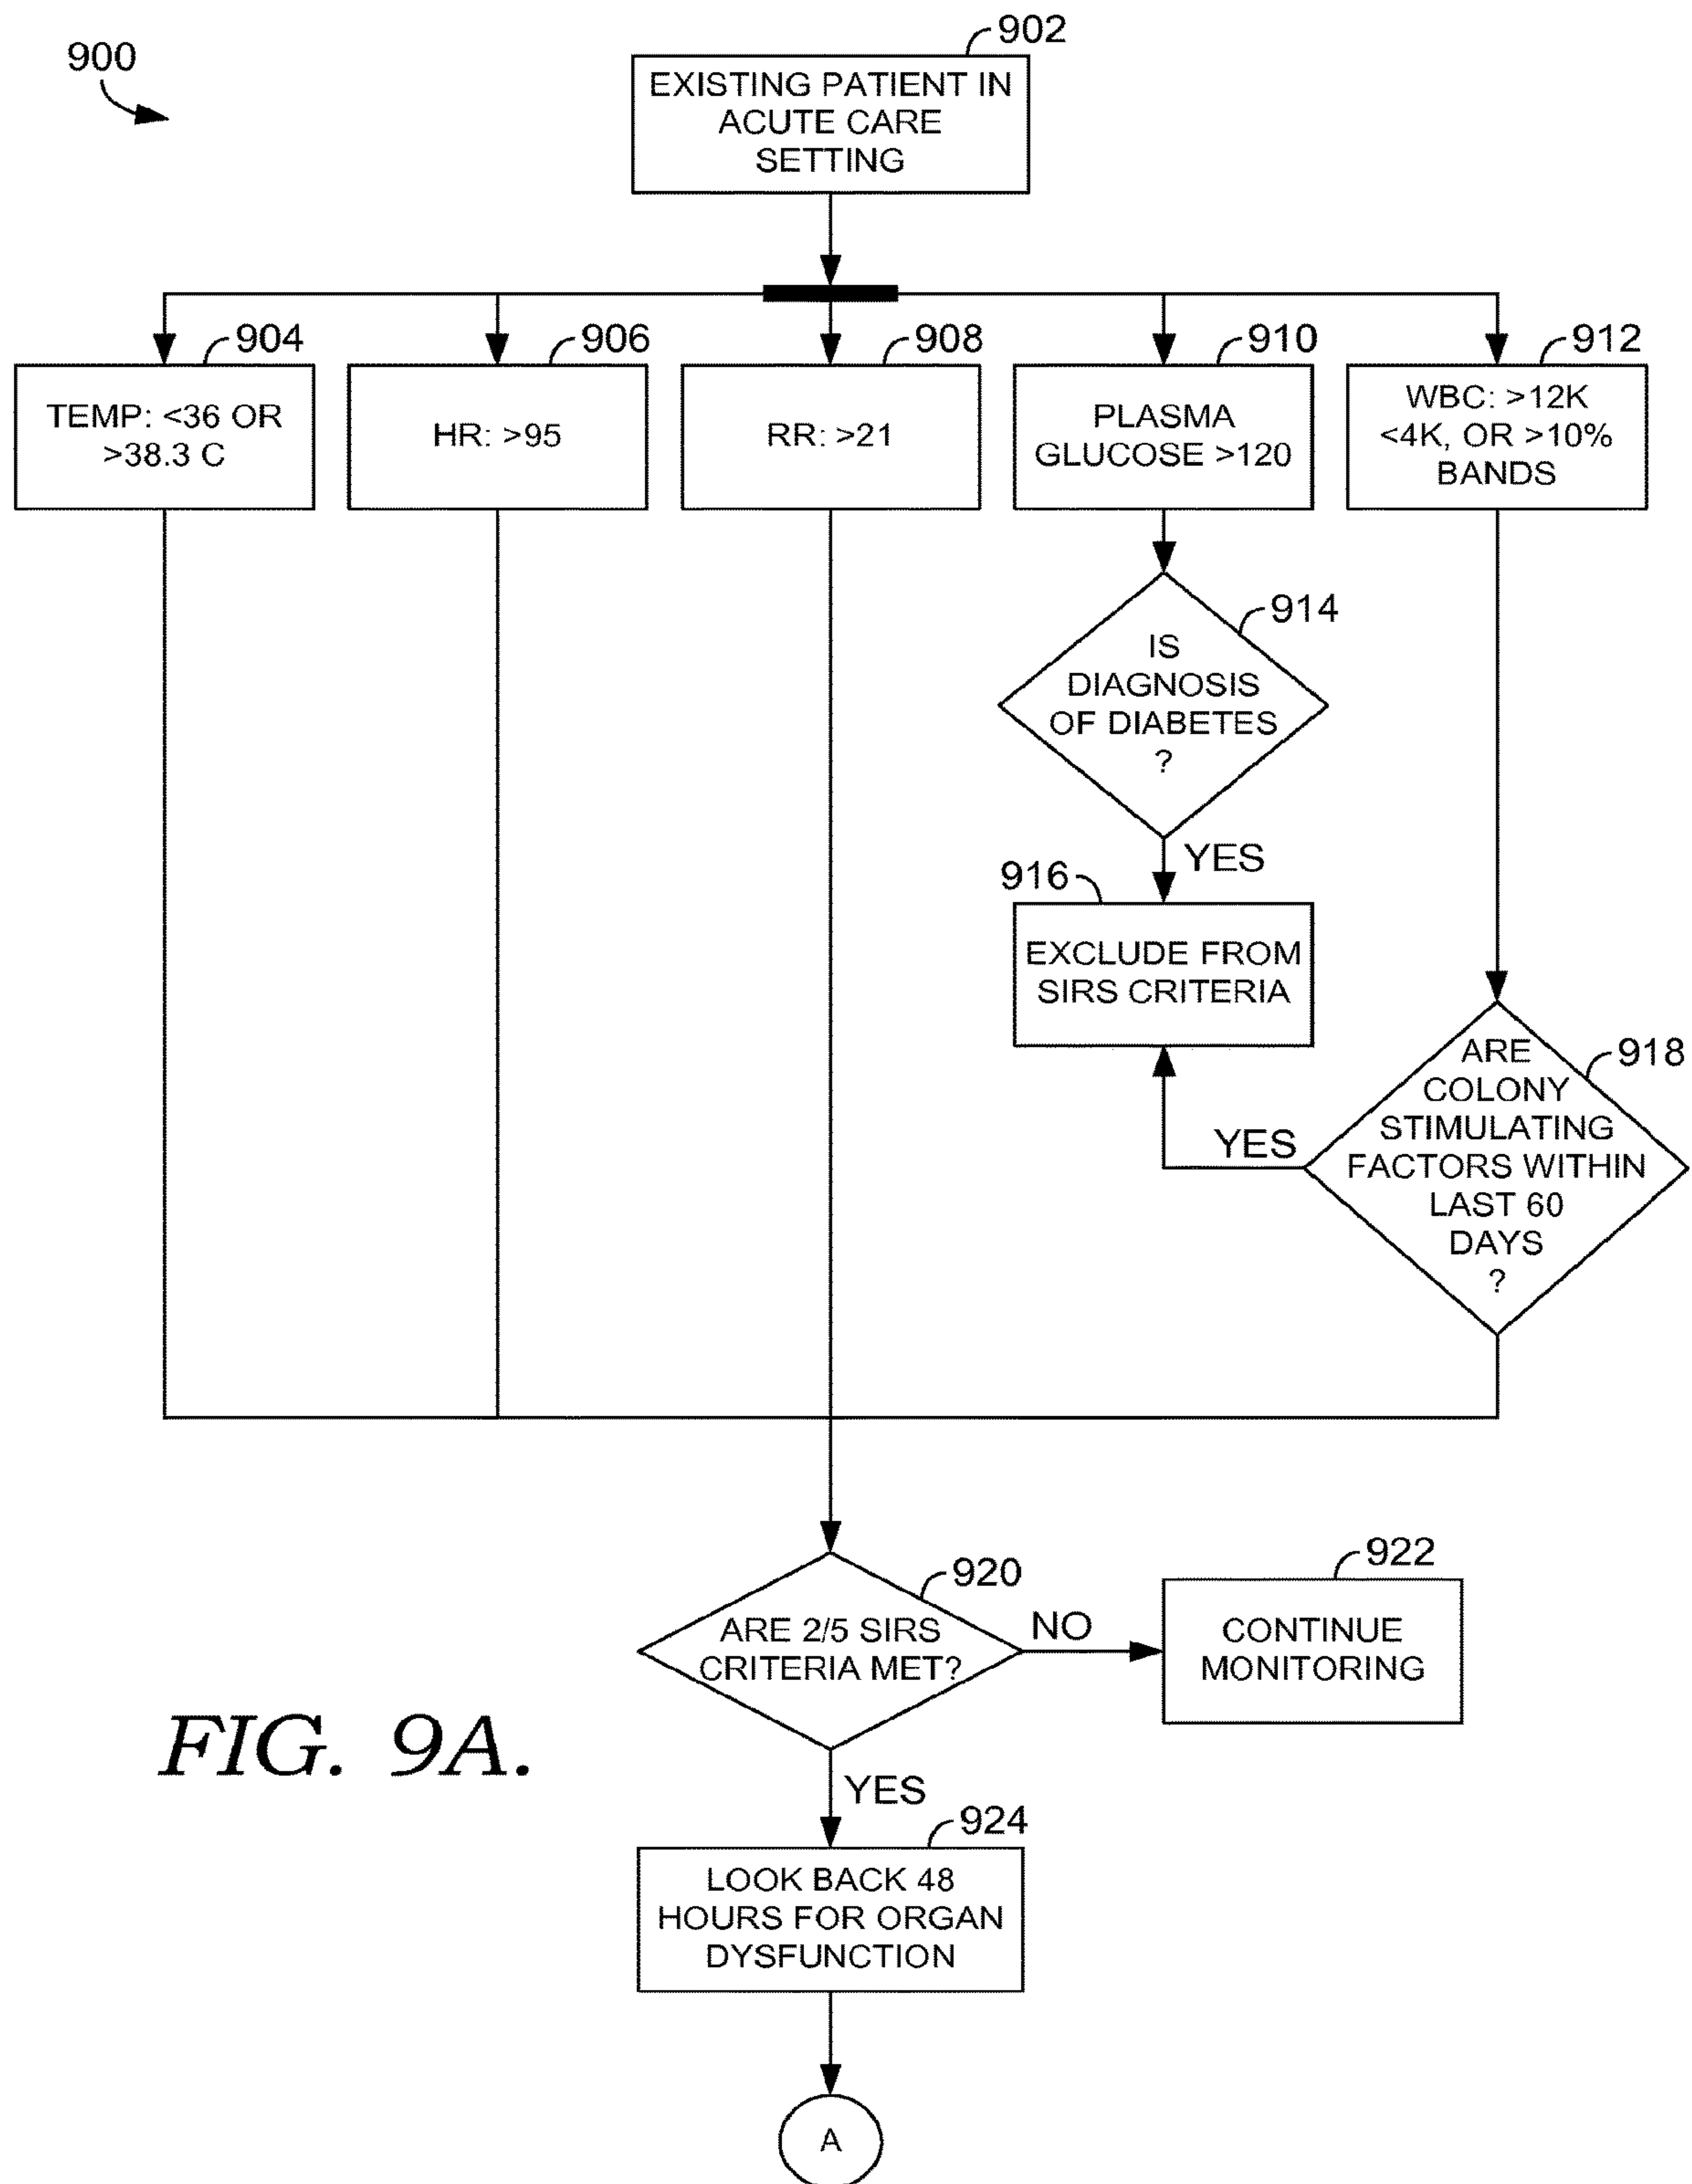 900
902
EXISTING PATIENT IN
ACUTE CARE
SETTING
904
TEMP: <36 OR
>38.3 C
906
HR: >95
908
RR: >21
910
PLASMA
GLUCOSE >120
912
WBC: >12K
<4K, OR >10%
BANDS
914
IS
DIAGNOSIS
OF DIABETES
?
YES
916
EXCLUDE FROM
SIRS CRITERIA
918
ARE
COLONY
STIMULATING
FACTORS WITHIN
LAST 60
DAYS
?
YES
920
ARE 2/5 SIRS
CRITERIA MET?
NO
922
CONTINUE
MONITORING
YES
924
LOOK BACK 48
HOURS FOR ORGAN
DYSFUNCTION
A
FIG. 9A.